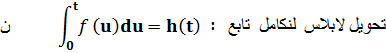 تحويل لابلاس لتكامل تابع : ∫₀ᵗ f (u)du = h(t) ن